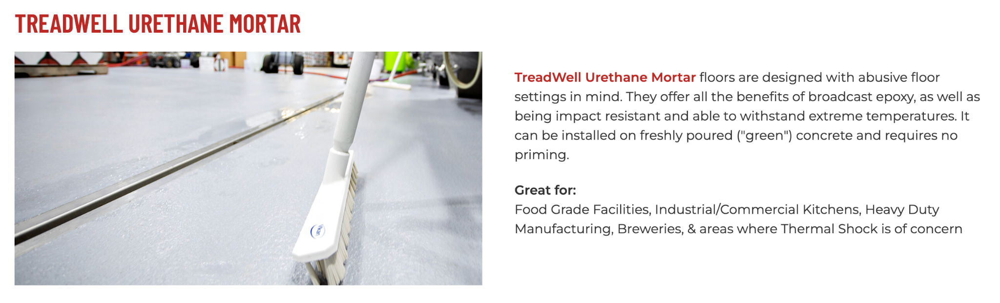 TREADWELL URETHANE MORTAR
TreadWell Urethane Mortar floors are designed with abusive floor
settings in mind. They offer all the benefits of broadcast epoxy, as well as
being impact resistant and able to withstand extreme temperatures. It
can be installed on freshly poured ("green") concrete and requires no
priming.
Great for:
Food Grade Facilities, Industrial/Commercial Kitchens, Heavy Duty
Manufacturing, Breweries, & areas where Thermal Shock is of concern